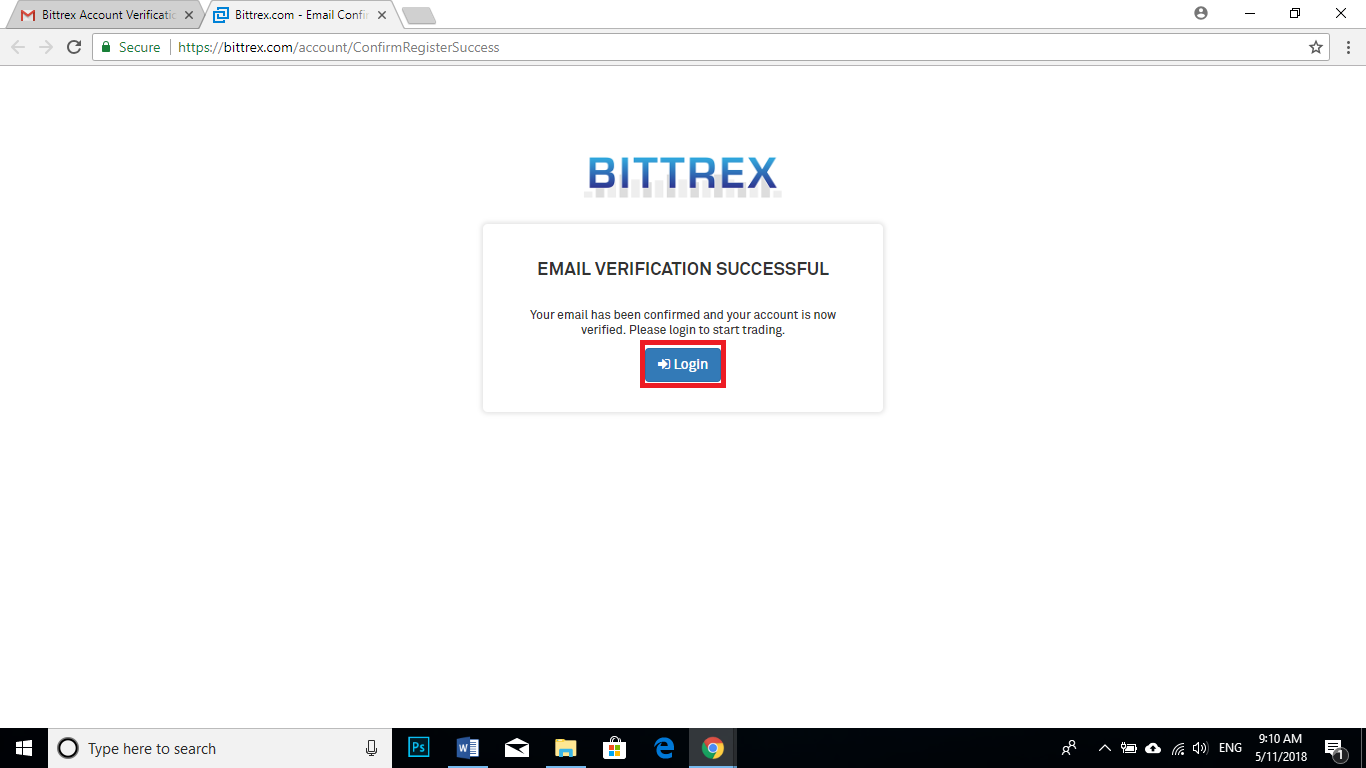 Bittrex Account Verificatio
Bittrex.com - Email Confir
Secure
https://bittrex.com/account/ConfirmRegisterSuccess
BITTREX
EMAIL VERIFICATION SUCCESSFUL
Your email has been confirmed and your account is now
verified. Please login to start trading.
Login
Type here to search
Ps
W
ENG
9:10 AM
5/11/2018
1